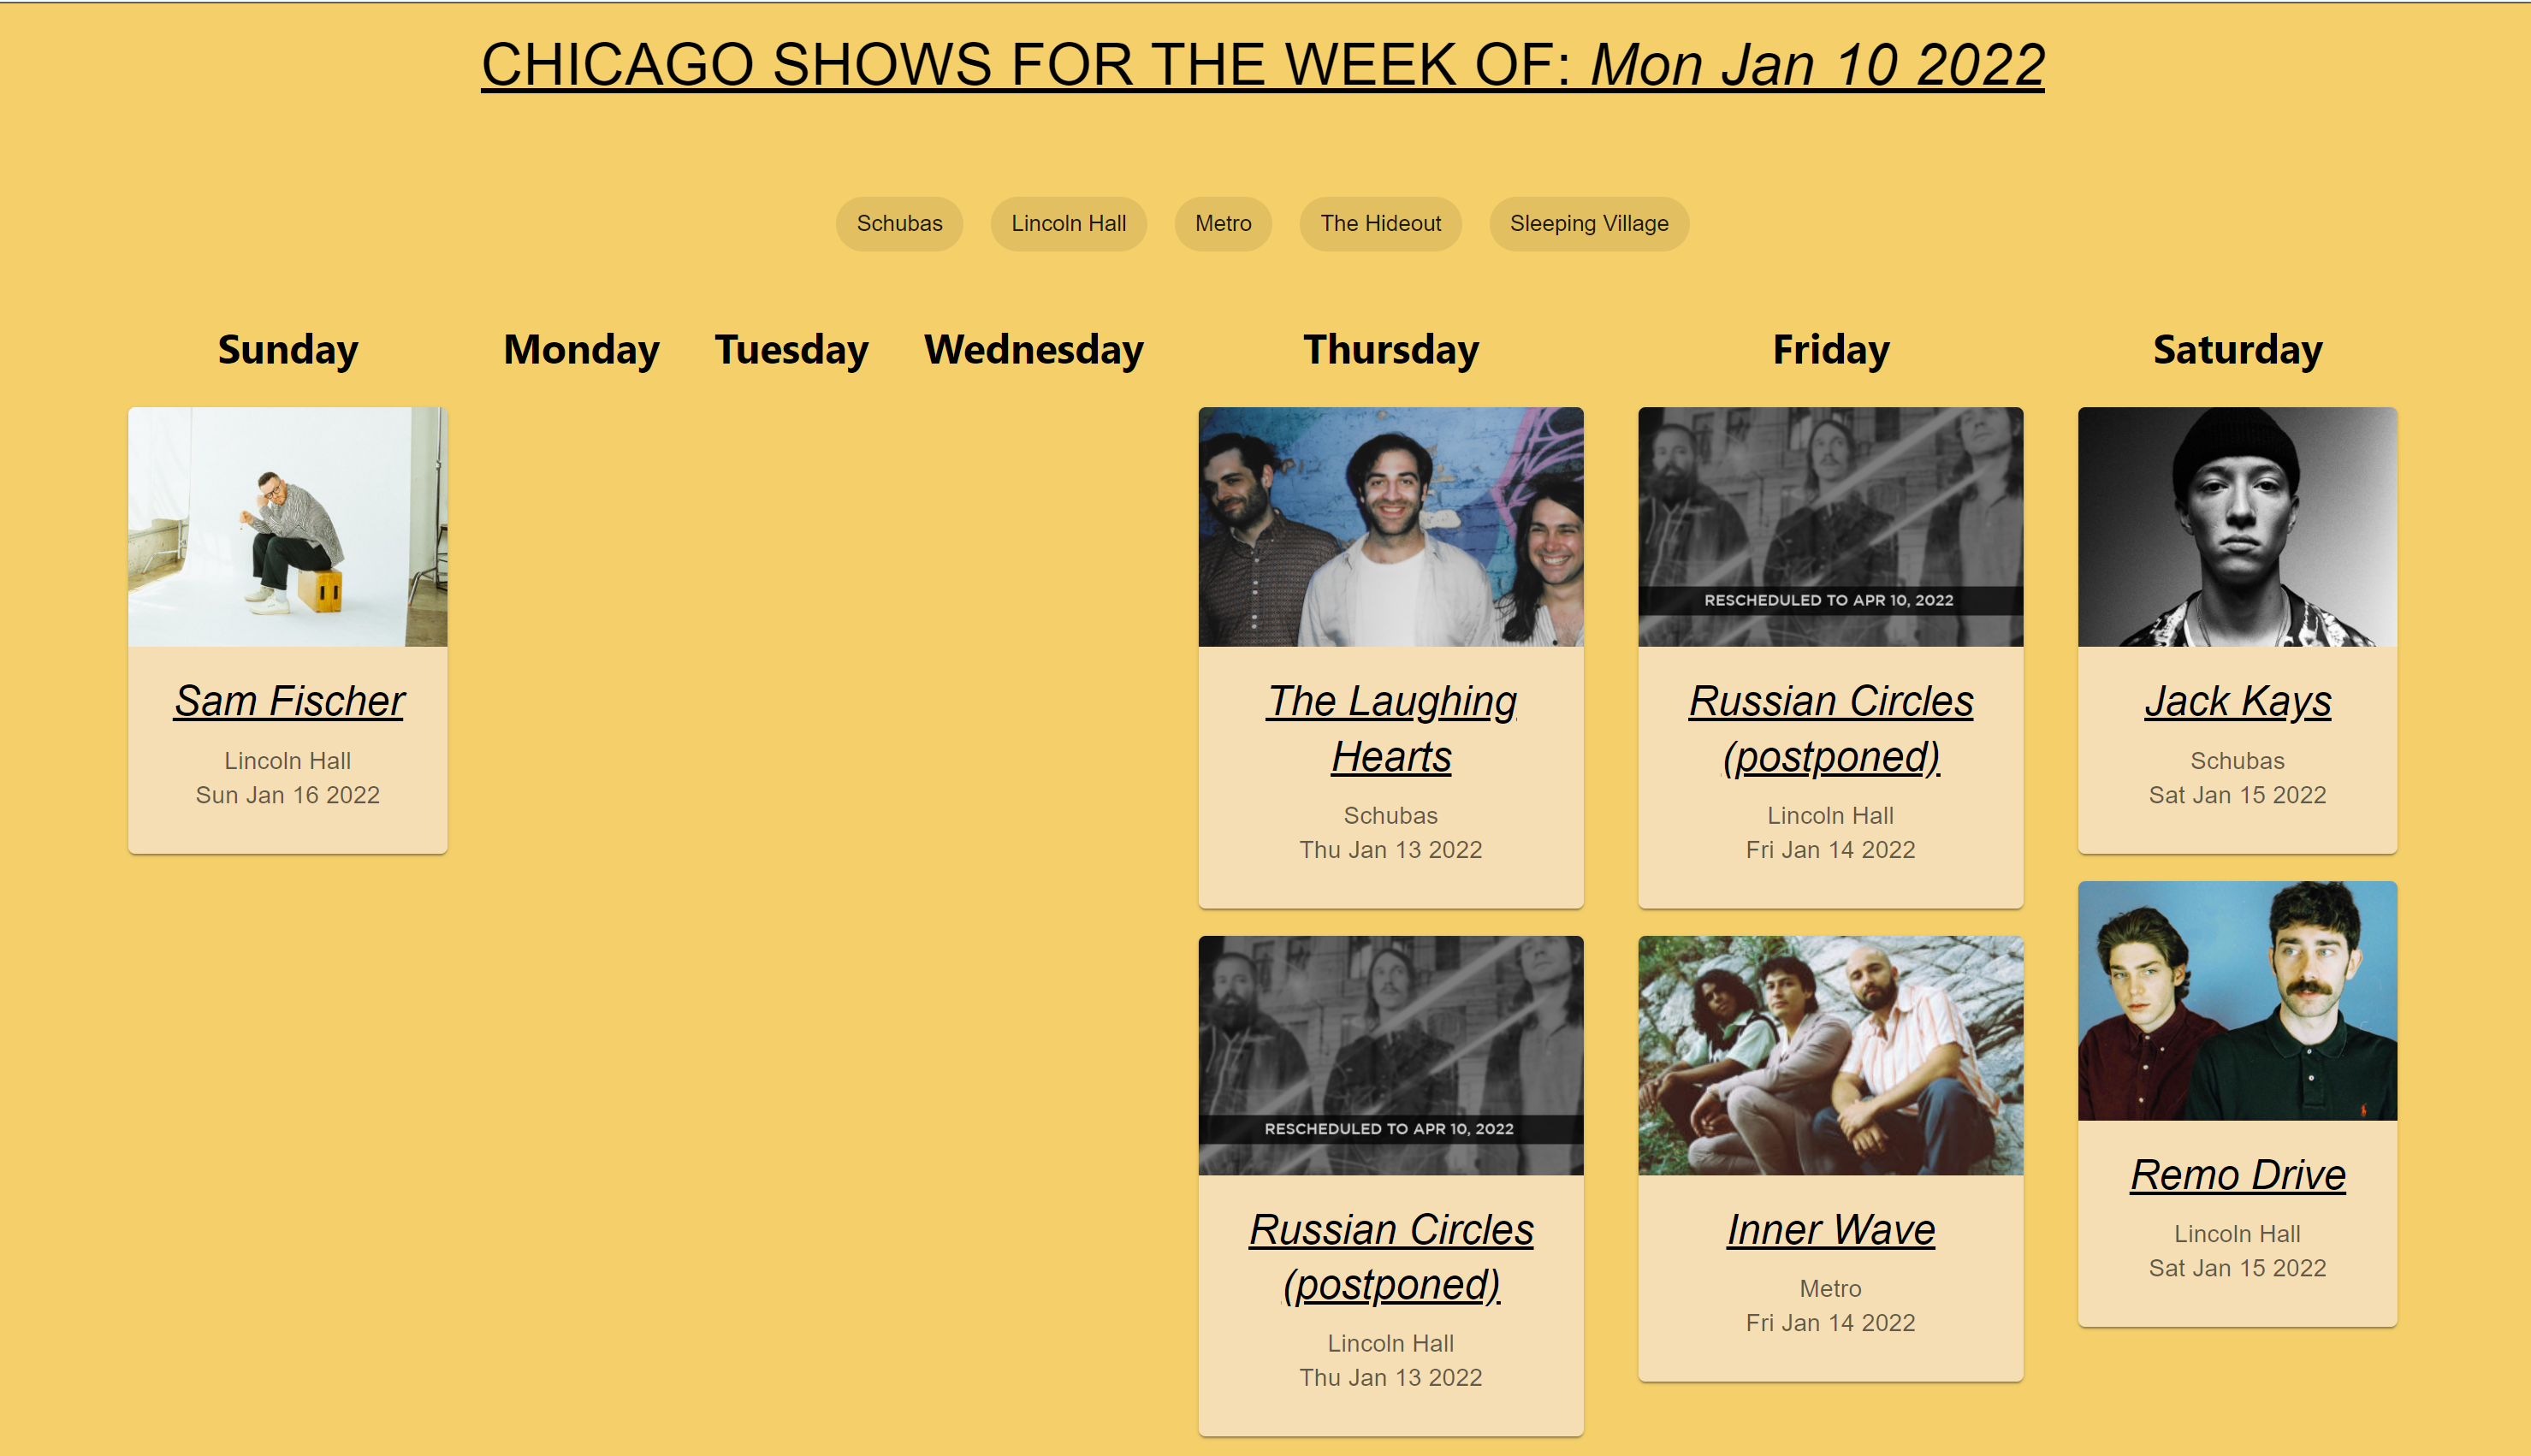 CHICAGO SHOWS FOR THE WEEK OF: Mon Jan 10 2022
Schubas
Lincoln Hall
Metro
The Hideout
Sleeping Village
Sunday
Sam Fischer
Lincoln Hall
Sun Jan 16 2022
Monday
Tuesday
Wednesday
Thursday
The Laughing
Hearts
Schubas
Thu Jan 13 2022
RESCHEDULED TO APR 10, 2022
Russian Circles
(postponed)
Lincoln Hall
Thu Jan 13 2022
Friday
RESCHEDULED TO APR 10, 2022
Russian Circles
(postponed)
Lincoln Hall
Fri Jan 14 2022
Inner Wave
Metro
Fri Jan 14 2022
Saturday
Jack Kays
Schubas
Sat Jan 15 2022
Remo Drive
Lincoln Hall
Sat Jan 15 2022